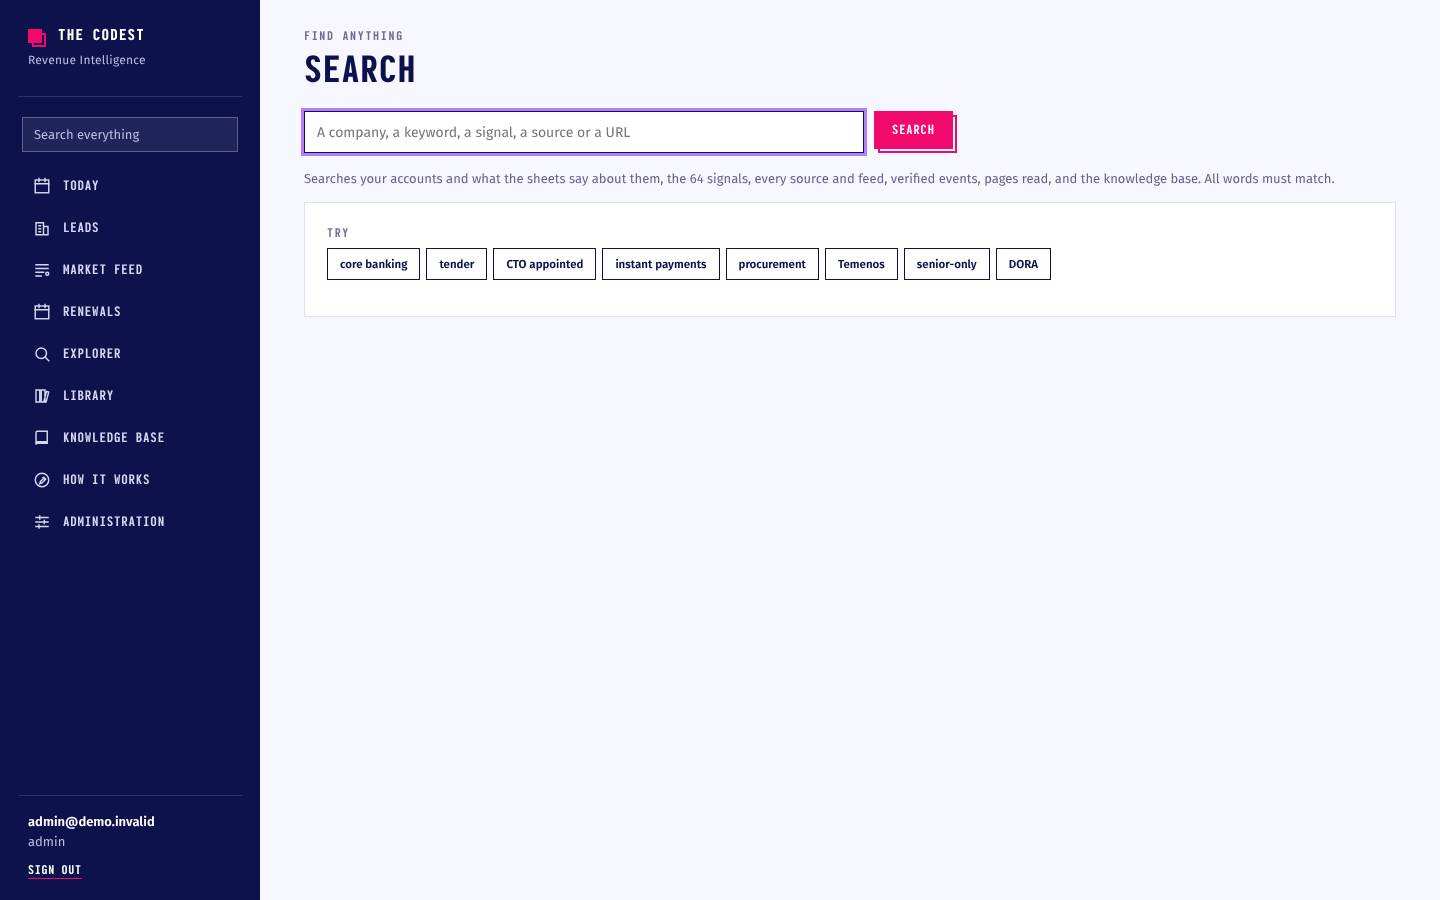 THE CODEST
Revenue Intelligence
Search everything
TODAY
LEADS
MARKET FEED
RENEWALS
EXPLORER
LIBRARY
KNOWLEDGE BASE
HOW IT WORKS
ADMINISTRATION
admin@demo.invalid
admin
SIGN OUT
FIND ANYTHING
SEARCH
A company, a keyword, a signal, a source or a URL
SEARCH
Searches your accounts and what the sheets say about them, the 64 signals, every source and feed, verified events, pages read, and the knowledge base. All words must match.
TRY
core banking tender CTO appointed instant payments procurement Temenos senior-only DORA